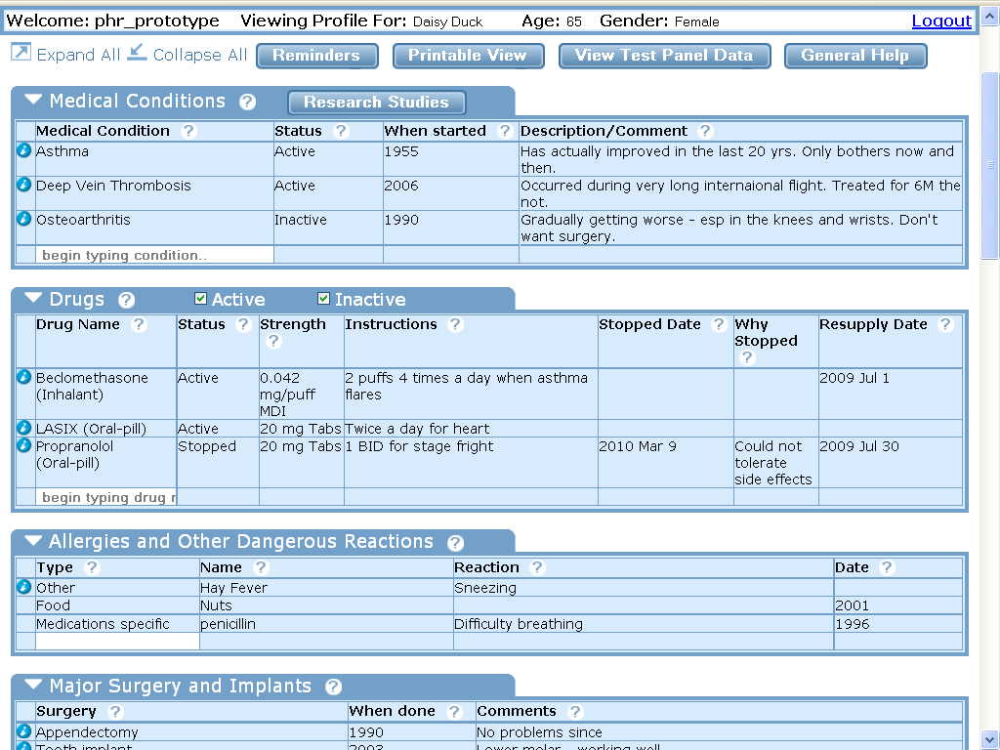 Welcome: phr_prototype Viewing Profile For: Daisy Duck Age: 65 Gender: Female Logout
Expand All Collapse All Reminders Printable View View Test Panel Data General Help
Medical Conditions ? Research Studies
Medical Condition ? Status ? When started ? Description/Comment ?
Asthma Active 1955 Has actually improved in the last 20 yrs. Only bothers now and
then.
Deep Vein Thrombosis Active 2006 Occurred during very long internaional flight. Treated for 6M the
not.
Osteoarthritis Inactive 1990 Gradually getting worse - esp in the knees and wrists. Don't
want surgery.
begin typing condition..
Drugs ? Active Inactive
Drug Name ? Status ? Strength Instructions ? Stopped Date ? Why Resupply Date ?
? Stopped
?
Beclomethasone Active 0.042 2 puffs 4 times a day when asthma 2009 Jul 1
(Inhalant) mg/puff flares
MDI
LASIX (Oral-pill) Active 20 mg Tabs Twice a day for heart
Propranolol Stopped 20 mg Tabs 1 BID for stage fright 2010 Mar 9 Could not 2009 Jul 30
(Oral-pill) tolerate
side effects
begin typing drug r
Allergies and Other Dangerous Reactions ?
Type ? Name ? Reaction ? Date ?
Other Hay Fever Sneezing
Food Nuts 2001
Medications specific penicillin Difficulty breathing 1996
Major Surgery and Implants ?
Surgery ? When done ? Comments ?
Appendectomy 1990 No problems since
Tooth implant 2003 Lower molar - working well